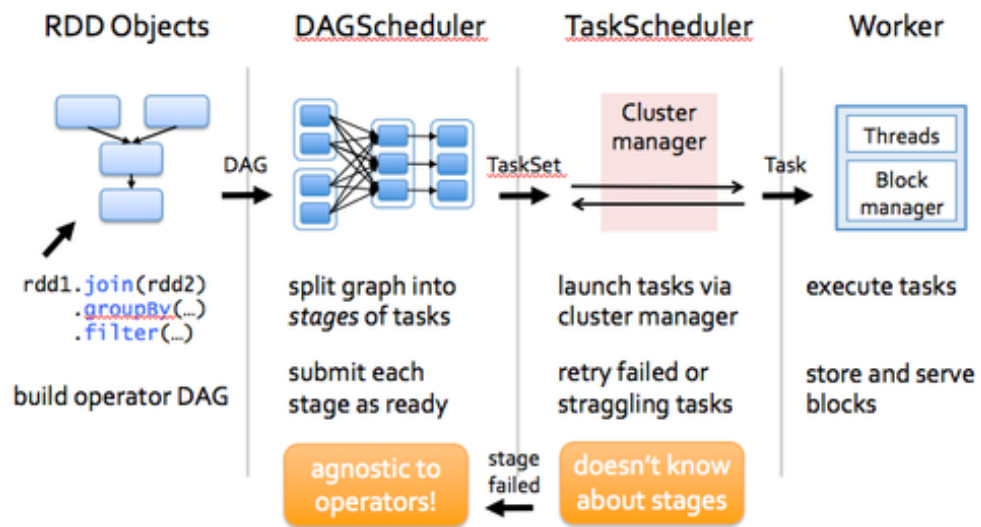 RDD Objects
DAGScheduler
TaskScheduler
Worker
DAG
TaskSet
Cluster
manager
Task
Threads
Block
manager
rdd1.join(rdd2)
.groupBy(…)
.filter(…)
build operator DAG
split graph into
stages of tasks
submit each
stage as ready
launch tasks via
cluster manager
retry failed or
straggling tasks
execute tasks
store and serve
blocks
agnostic to
operators!
stage
failed
doesn't know
about stages